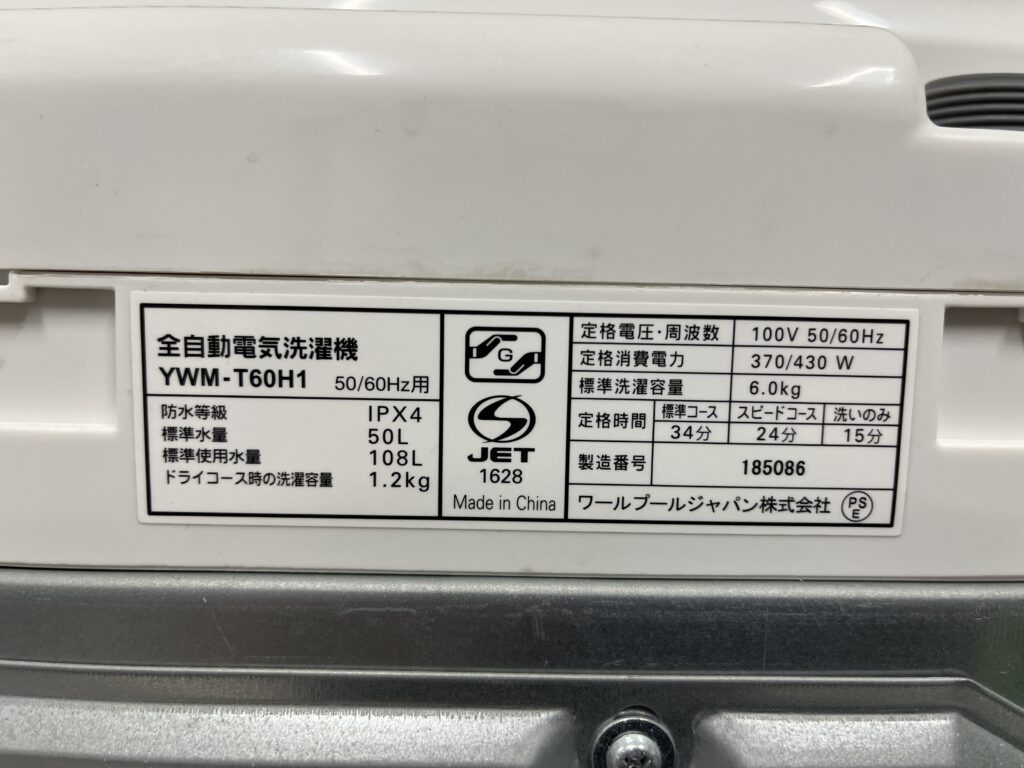 全自動電気洗濯機
YWM-T60H1 50/60Hz用
防水等級 IPX4
標準水量 50L
標準使用水量 108L
ドライコース時の洗濯容量 1.2kg
G
JET
1628
Made in China
定格電圧・周波数 100V 50/60Hz
定格消費電力 370/430 W
標準洗濯容量 6.0kg
定格時間 標準コース スピードコース 洗いのみ
34分 24分 15分
製造番号 185086
ワールプールジャパン株式会社 PS E